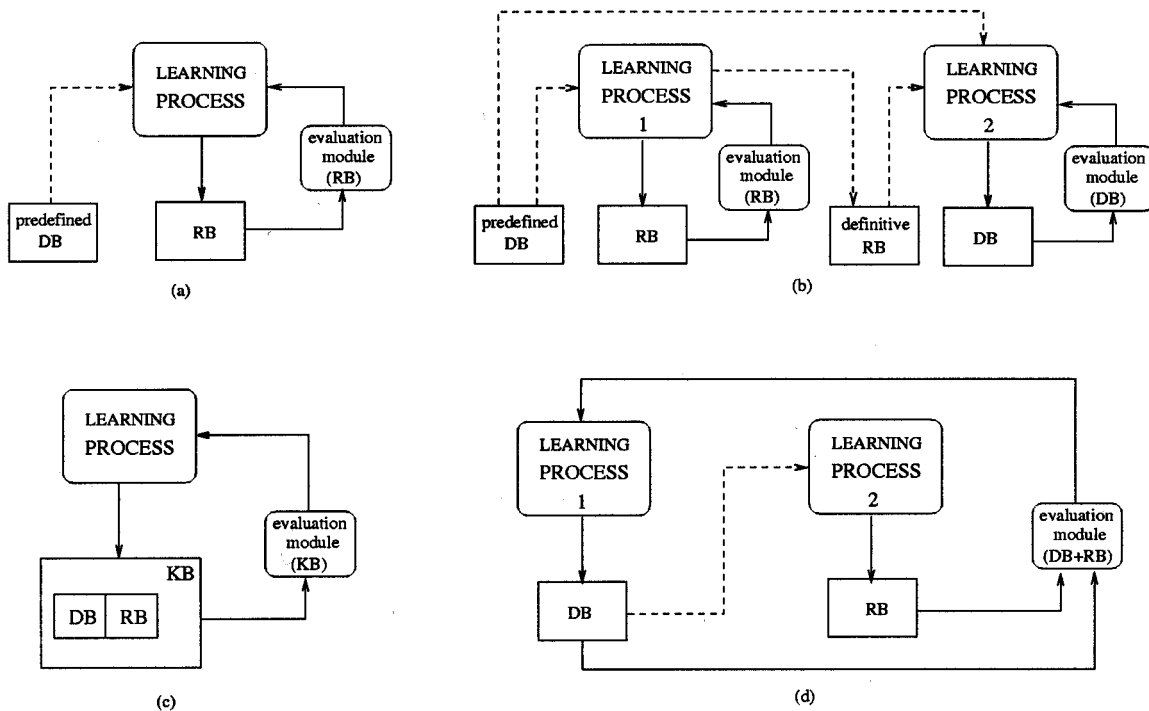 LEARNING
PROCESS
evaluation
module
(RB)
predefined
DB
RB
(a)
LEARNING
PROCESS
1
evaluation
module
(RB)
predefined
DB
RB
definitive
RB
LEARNING
PROCESS
2
evaluation
module
(DB)
DB
(b)
LEARNING
PROCESS
evaluation
module
(KB)
KB
DB RB
(c)
LEARNING
PROCESS
1
LEARNING
PROCESS
2
evaluation
module
(DB+RB)
DB
RB
(d)